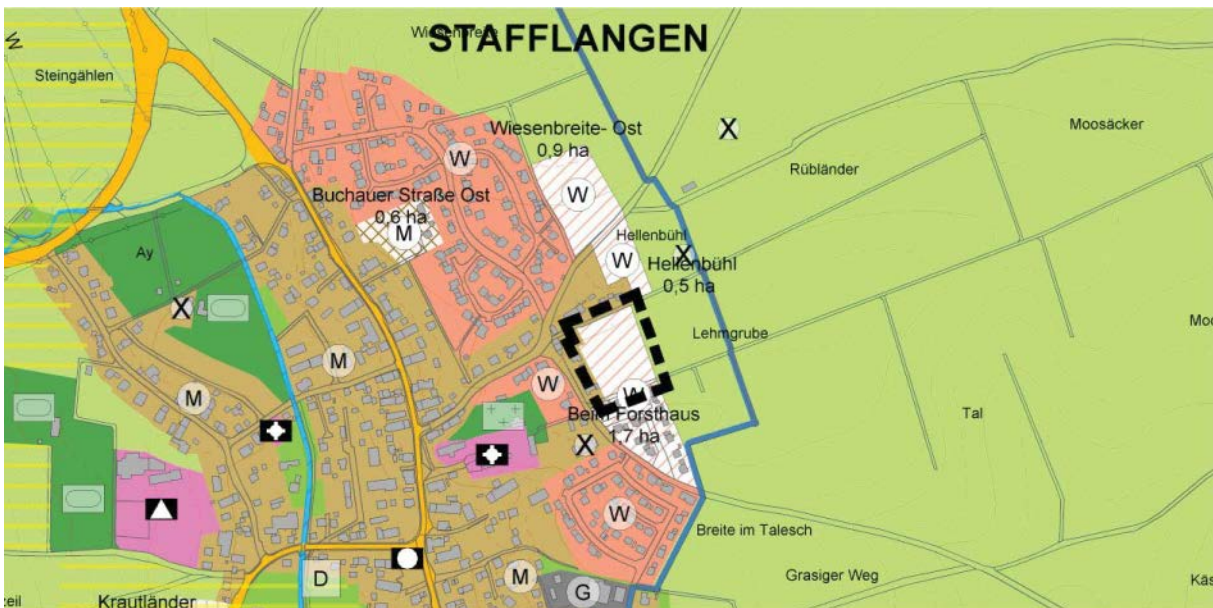 STAFFLANGEN
Wiesenbreite
Steingählen
Moosäcker
Wiesenbreite- Ost
0,9 ha
X
W
Rübländer
Buchauer Straße Ost
0,6 ha
W
M
Hellenbühl
Ay
W
X
Hellenbühl
0,5 ha
X
Lehmgrube
M
W
W
M
Beim Forsthaus
1,7 ha
Tal
X
W
Breite im Talesch
D
M
G
Grasiger Weg
Krautländer